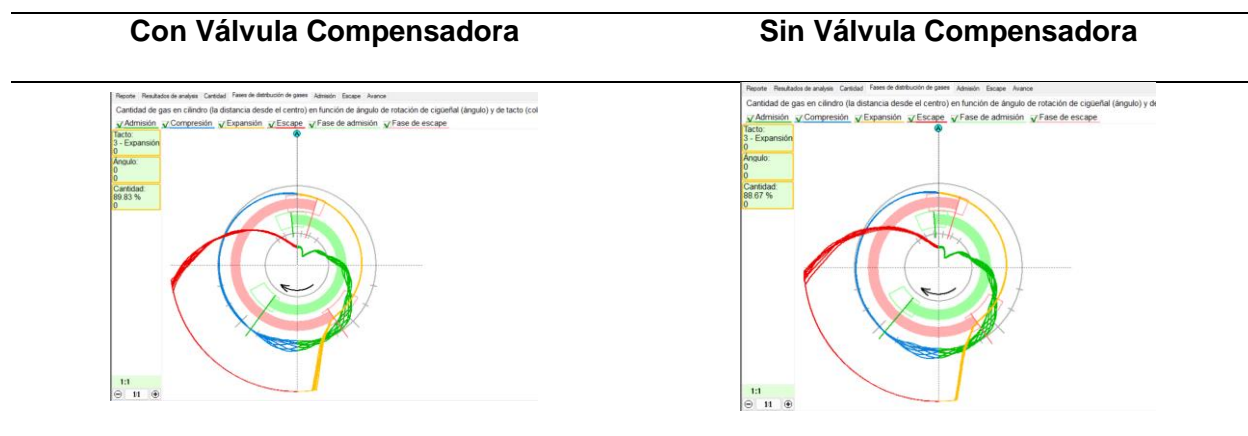 Con Válvula Compensadora
Sin Válvula Compensadora
Reporte Resultados de analysis Cantidad Fases de distribución de gases Admisión Escape Avance
Cantidad de gas en cilindro (la distancia desde el centro) en función de ángulo de rotación de cigüeñal (ángulo) y de tacto (col
Admisión Compresión Expansión Escape Fase de admisión Fase de escape
Tacto:
3 - Expansión
0
Ángulo:
0
0
Cantidad:
89.83 %
0
A
1:1
1/1
Reporte Resultados de analysis Cantidad Fases de distribución de gases Admisión Escape Avance
Cantidad de gas en cilindro (la distancia desde el centro) en función de ángulo de rotación de cigüeñal (ángulo) y de
Admisión Compresión Expansión Escape Fase de admisión Fase de escape
Tacto:
3 - Expansión
0
Ángulo:
0
0
Cantidad:
88.67 %
0
A
1:1
1/1